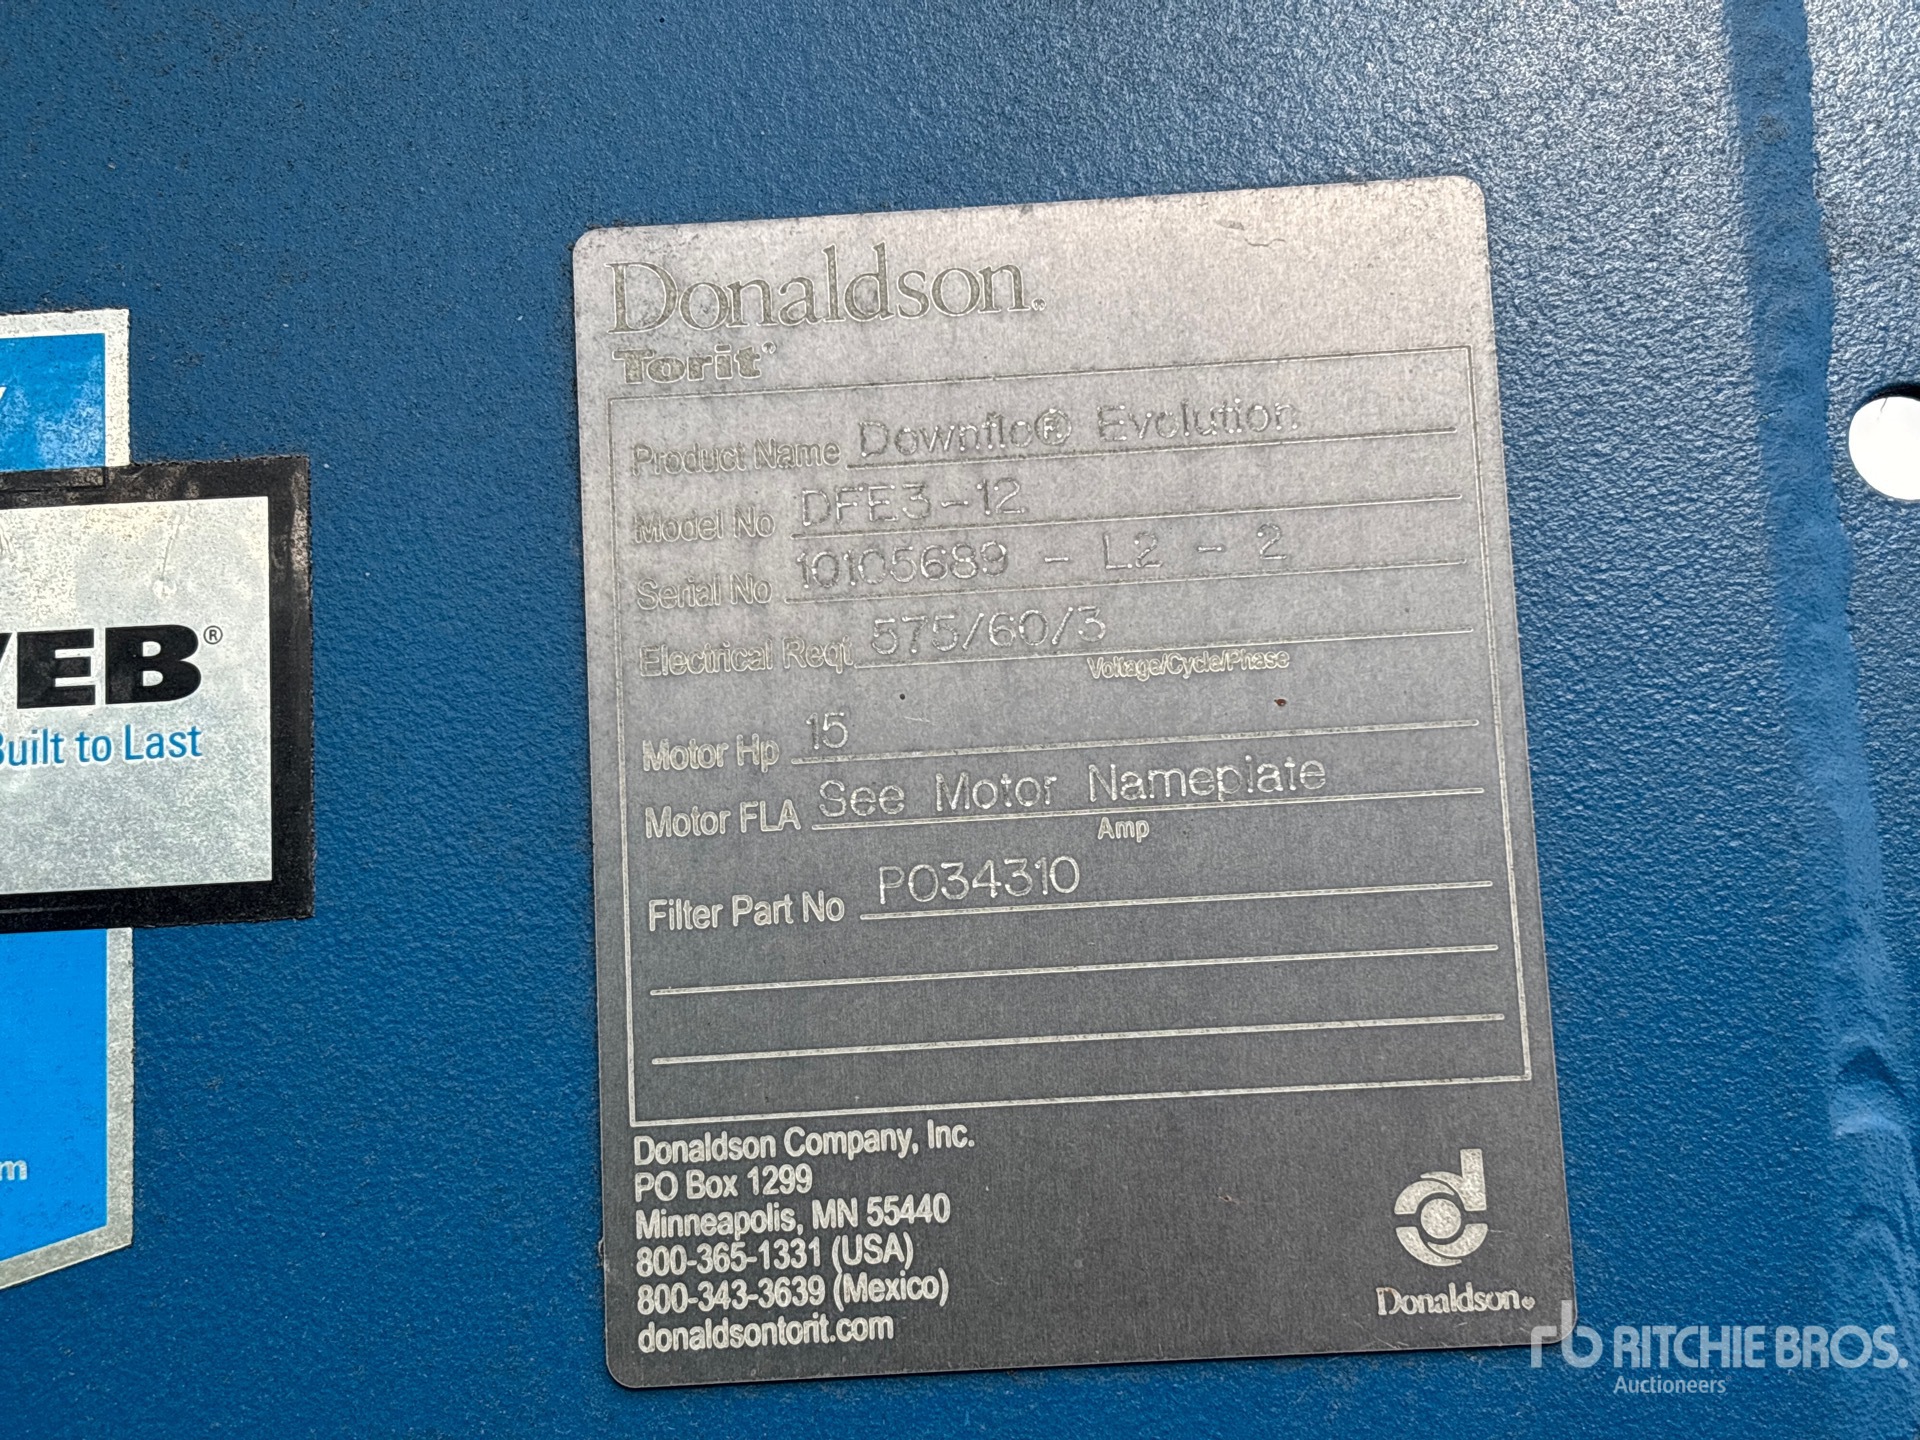 Donaldson.
Torit®
Product Name Downflo® Evolution
Model No DFE3-12
Serial No 10105689 - L2 - 2
Electrical Reqt 575/60/3
Voltage/Cycle/Phase
Motor Hp 15
Motor FLA See Motor Nameplate
Amp
Filter Part No P034310
Donaldson Company, Inc.
PO Box 1299
Minneapolis, MN 55440
800-365-1331 (USA)
800-343-3639 (Mexico)
donaldsontorit.com
Donaldson®
WEB®
Built to Last
m
rb RITCHIE BROS.
Auctioneers